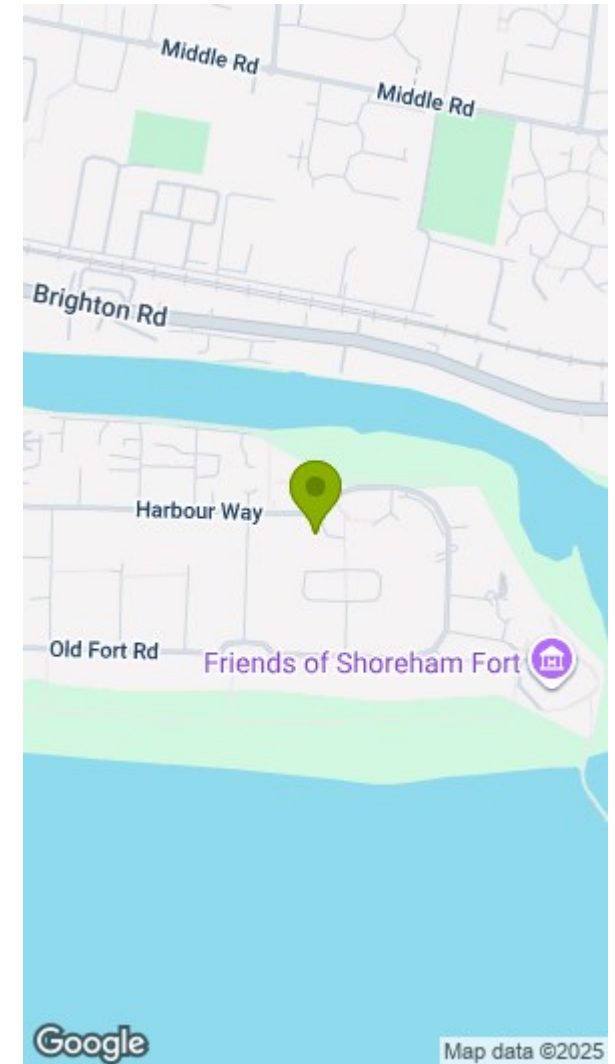 Middle Rd
Middle Rd
Brighton Rd
Harbour Way
Old Fort Rd
Friends of Shoreham Fort
Google
Map data ©2025